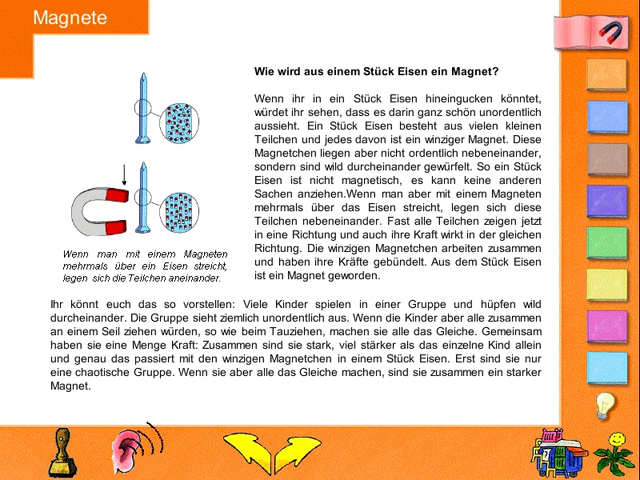 Magnete
Wie wird aus einem Stück Eisen ein Magnet?
Wenn ihr in ein Stück Eisen hineingucken könntet,
würdet ihr sehen, dass es darin ganz schön unordentlich
aussieht. Ein Stück Eisen besteht aus vielen kleinen
Teilchen und jedes davon ist ein winziger Magnet. Diese
Magnetchen liegen aber nicht ordentlich nebeneinander,
sondern sind wild durcheinander gewürfelt. So ein Stück
Eisen ist nicht magnetisch, es kann keine anderen
Sachen anziehen.Wenn man aber mit einem Magneten
mehrmals über das Eisen streicht, legen sich diese
Teilchen nebeneinander. Fast alle Teilchen zeigen jetzt
in eine Richtung und auch ihre Kraft wirkt in der gleichen
Richtung. Die winzigen Magnetchen arbeiten zusammen
und haben ihre Kräfte gebündelt. Aus dem Stück Eisen
ist ein Magnet geworden.
Wenn man mit einem Magneten
mehrmals über ein Eisen streicht,
legen sich die Teilchen aneinander.
Ihr könnt euch das so vorstellen: Viele Kinder spielen in einer Gruppe und hüpfen wild
durcheinander. Die Gruppe sieht ziemlich unordentlich aus. Wenn die Kinder aber alle zusammen
an einem Seil ziehen würden, so wie beim Tauziehen, machen sie alle das Gleiche. Gemeinsam
haben sie eine Menge Kraft: Zusammen sind sie stark, viel stärker als das einzelne Kind allein
und genau das passiert mit den winzigen Magnetchen in einem Stück Eisen. Erst sind sie nur
eine chaotische Gruppe. Wenn sie aber alle das Gleiche machen, sind sie zusammen ein starker
Magnet.